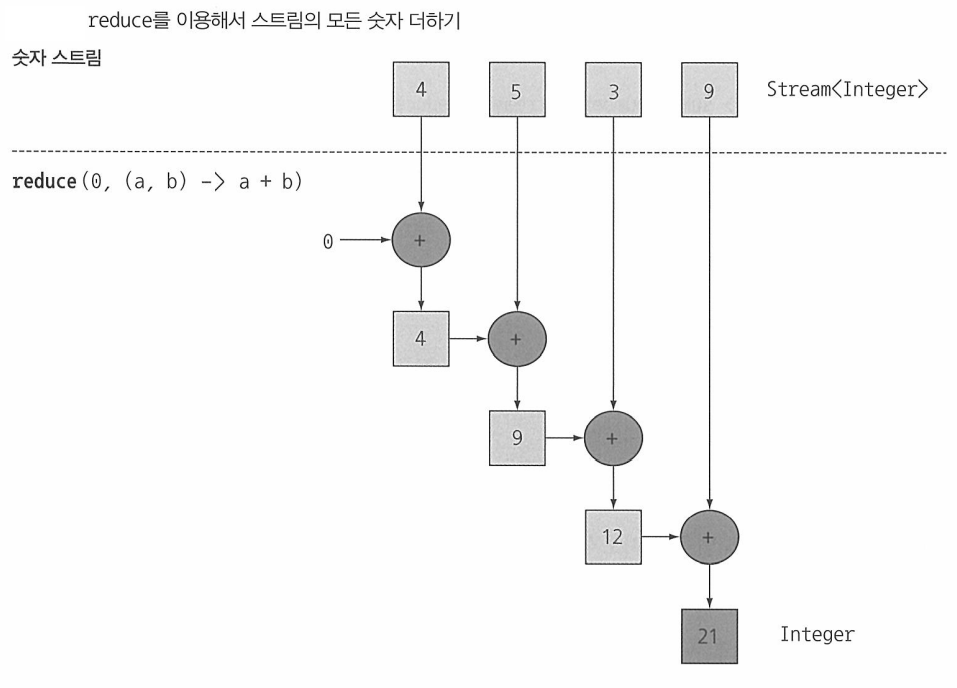 reduce를 이용해서 스트림의 모든 숫자 더하기
숫자 스트림
4 5 3 9 Stream<Integer>
reduce(0, (a, b) -> a + b)
0 +
4 +
9 +
12 +
21 Integer